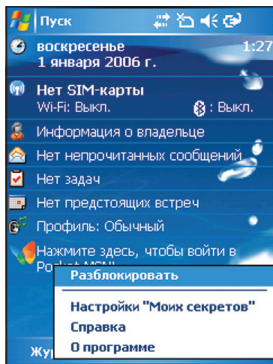 Пуск
воскресенье
1:27
1 января 2006 г.
Нет SIM-карты
Wi-Fi: Выкл.
: Выкл.
Информация о владельце
Нет непрочитанных сообщений
Нет задач
Нет предстоящих встреч
Профиль: Обычный
Нажмите здесь, чтобы войти в
Разблокировать
Настройки "Моих секретов"
Справка
О программе